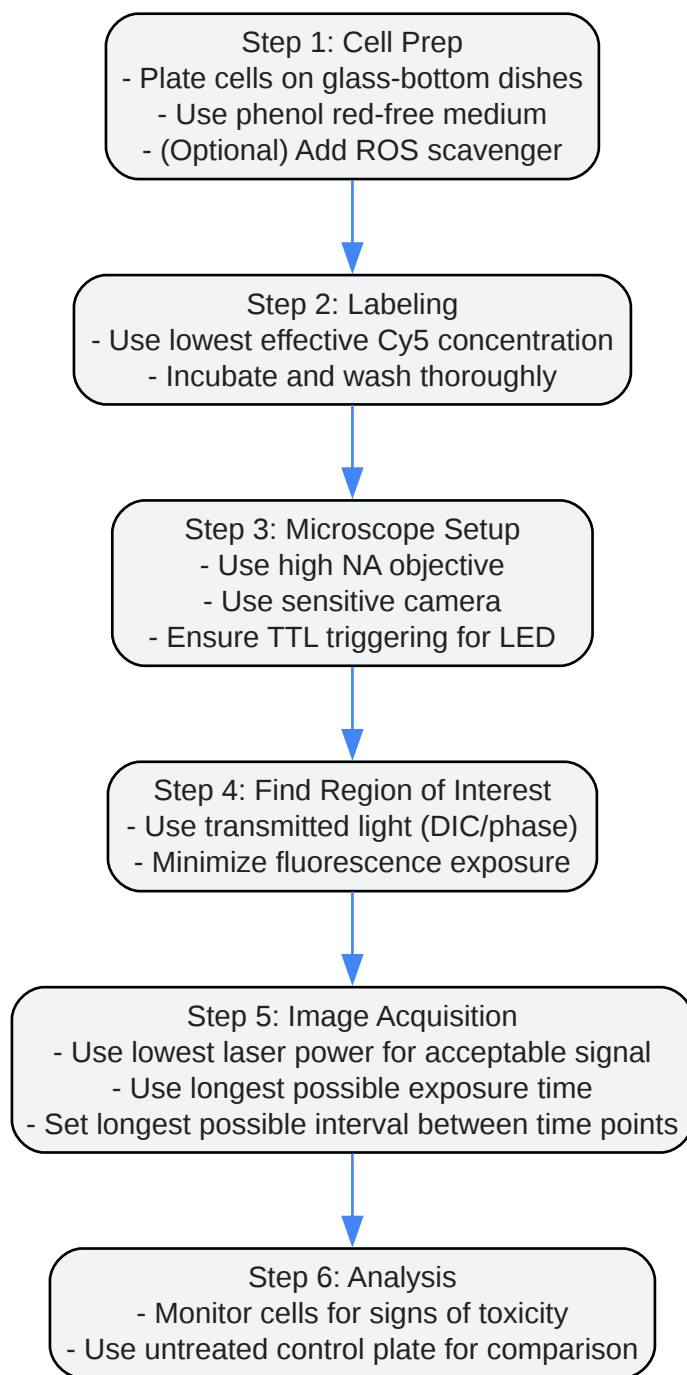 Step 1: Cell Prep
- Plate cells on glass-bottom dishes
- Use phenol red-free medium
- (Optional) Add ROS scavenger
Step 2: Labeling
- Use lowest effective Cy5 concentration
- Incubate and wash thoroughly
Step 3: Microscope Setup
- Use high NA objective
- Use sensitive camera
- Ensure TTL triggering for LED
Step 4: Find Region of Interest
- Use transmitted light (DIC/phase)
- Minimize fluorescence exposure
Step 5: Image Acquisition
- Use lowest laser power for acceptable signal
- Use longest possible exposure time
- Set longest possible interval between time points
Step 6: Analysis
- Monitor cells for signs of toxicity
- Use untreated control plate for comparison